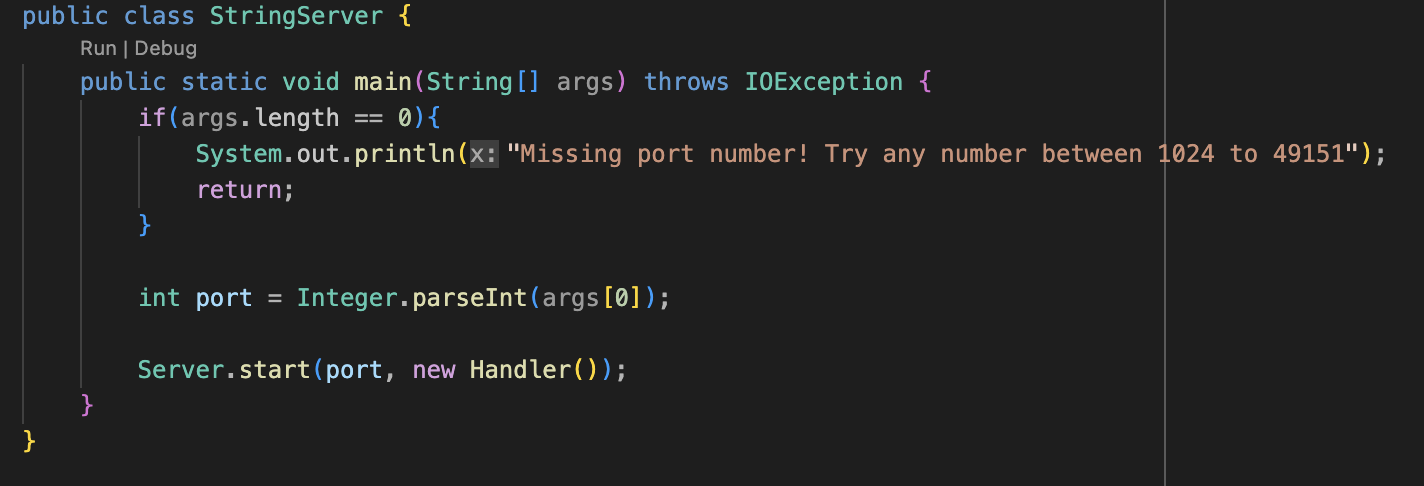 public class StringServer {
Run | Debug
public static void main(String[] args) throws IOException {
if(args.length == 0){
System.out.println(x: "Missing port number! Try any number between 1024 to 49151");
return;
}
int port = Integer.parseInt(args[0]);
Server.start(port, new Handler());
}
}